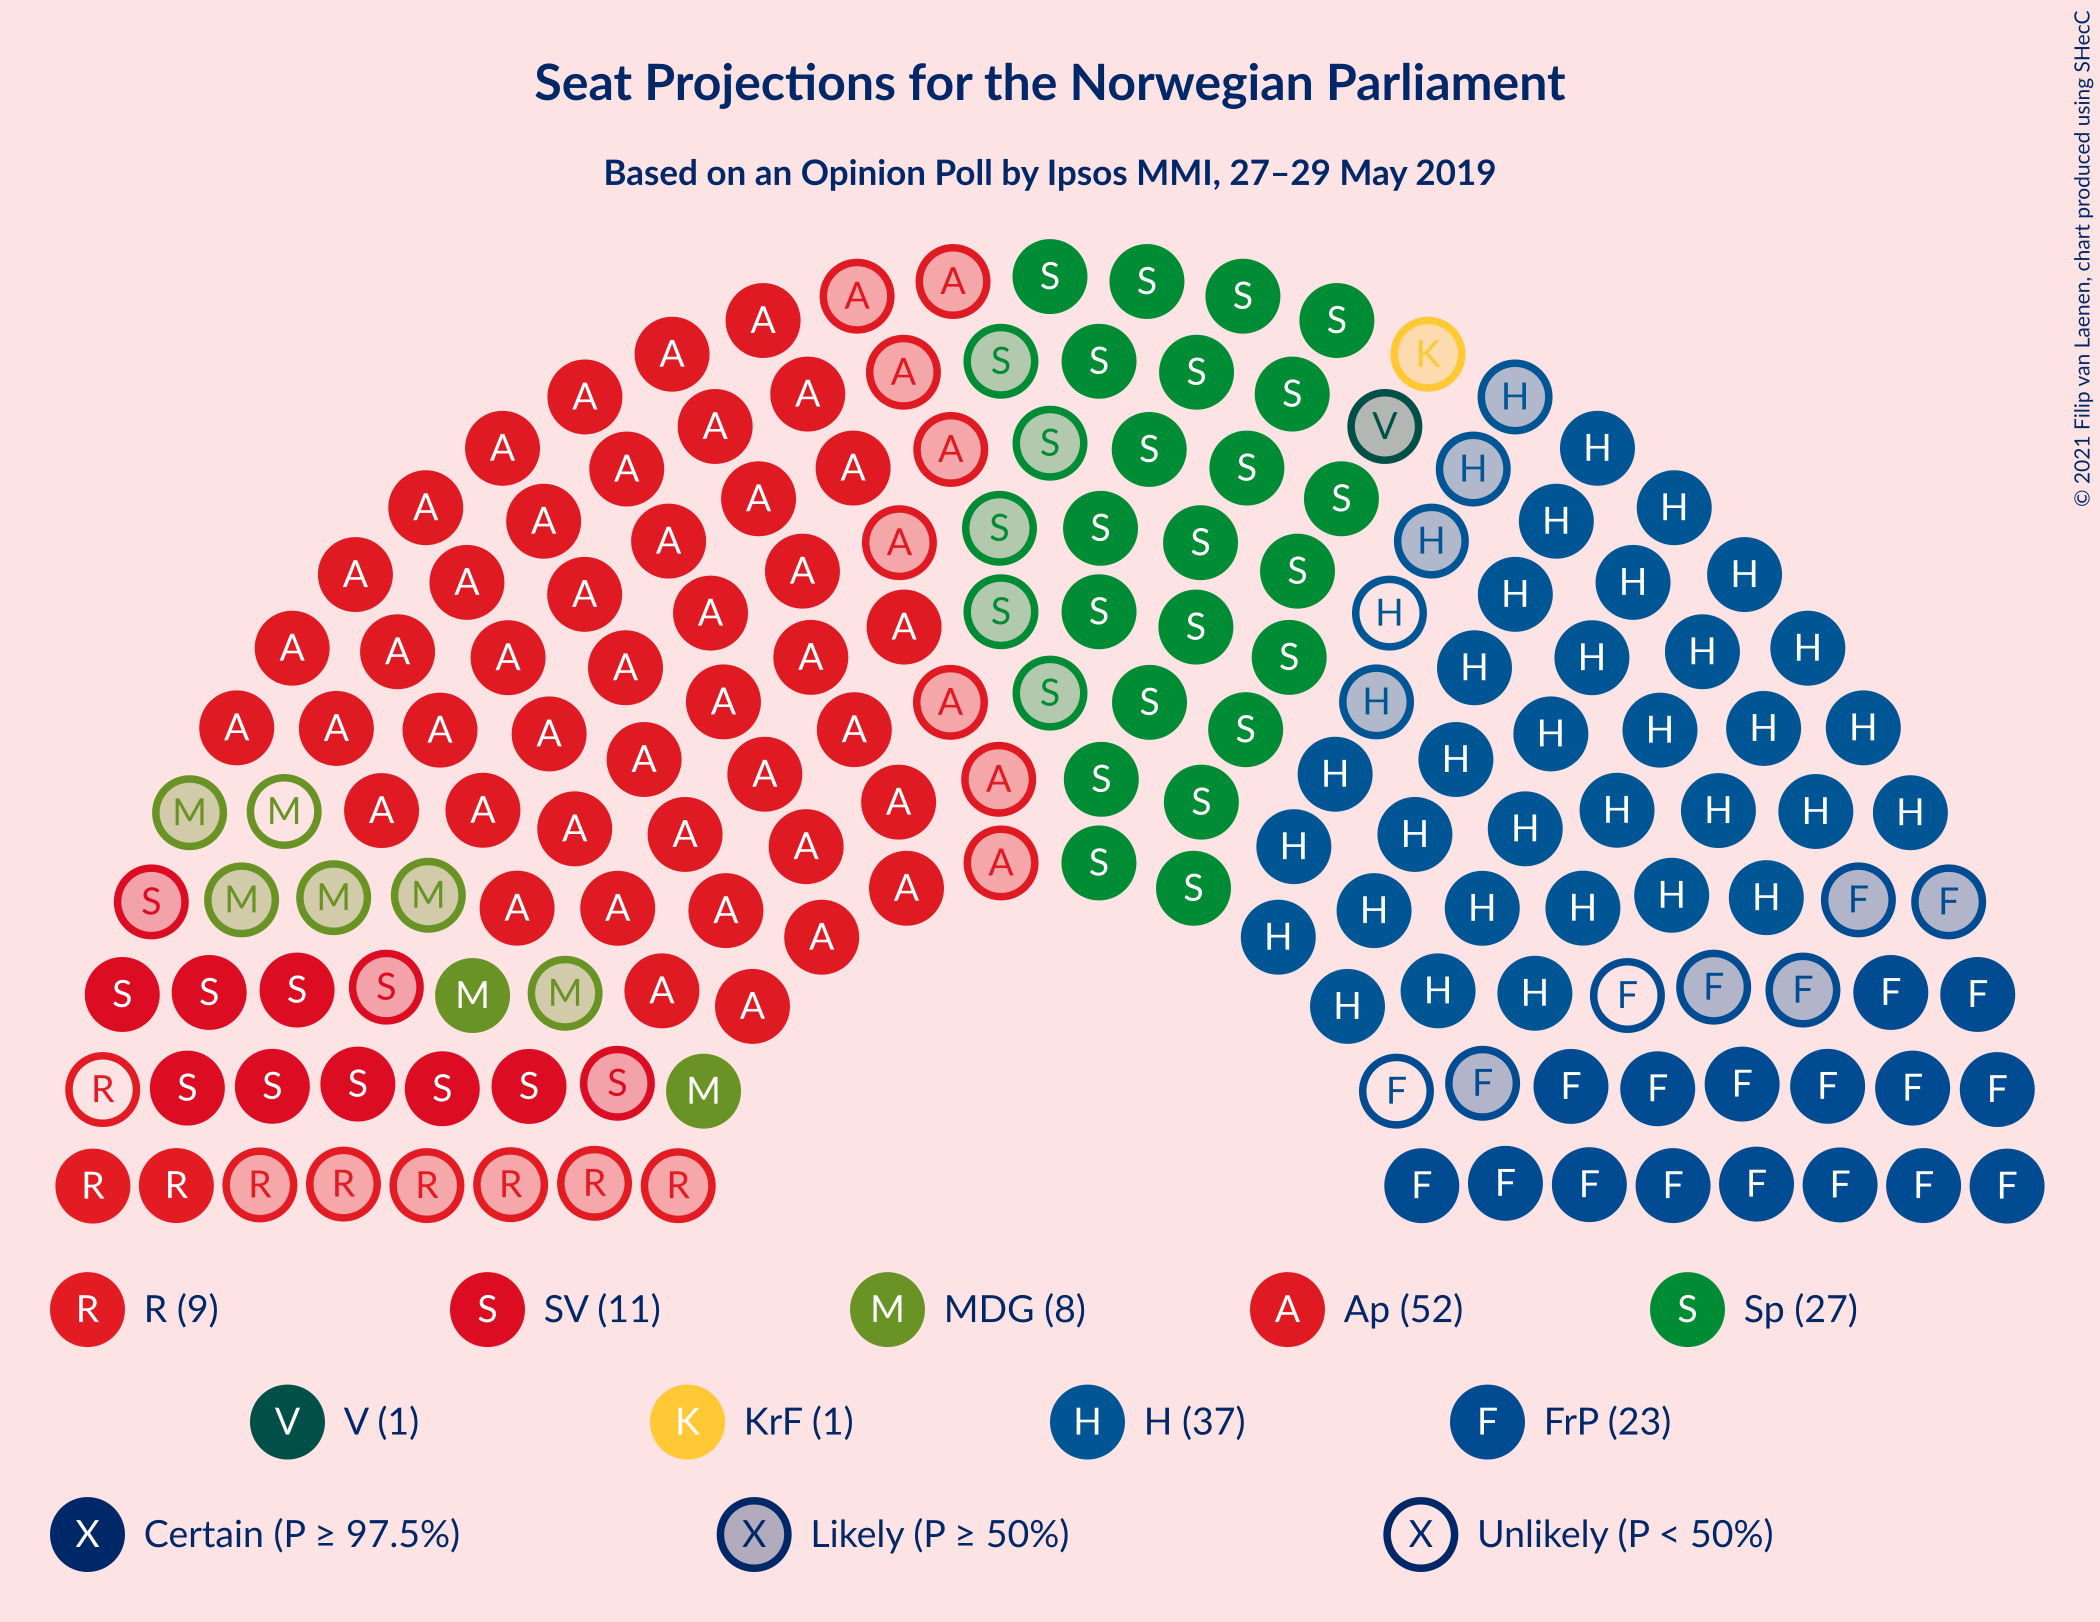 Seat Projections for the Norwegian Parliament
Based on an Opinion Poll by Ipsos MMI, 27–29 May 2019
© 2021 Filip van Laenen, chart produced using SHecC
A A S S S S
A A K
A A S S S S H
A A V H
A A A S S S H H
A A S H
A A A S S S H H
A A S H H
A A A S S S H H
A A A H H
A A A A S S S H H H
A A A H H H
A A A A A S S S H H H H
A A A A H H H H
M M A A A A A S S H H H H H H
A A H H
S M M M A A A A S S H H H H H F F
A A H H
S S S S M M A A H H H F F F F F
R S S S S S S M F F F F F F F F
R R R R R R R R F F F F F F F F
R R (9) S SV (11) M MDG (8) A Ap (52) S Sp (27)
V V (1) K KrF (1) H H (37) F FrP (23)
X Certain (P ≥ 97.5%) X Likely (P ≥ 50%) X Unlikely (P < 50%)